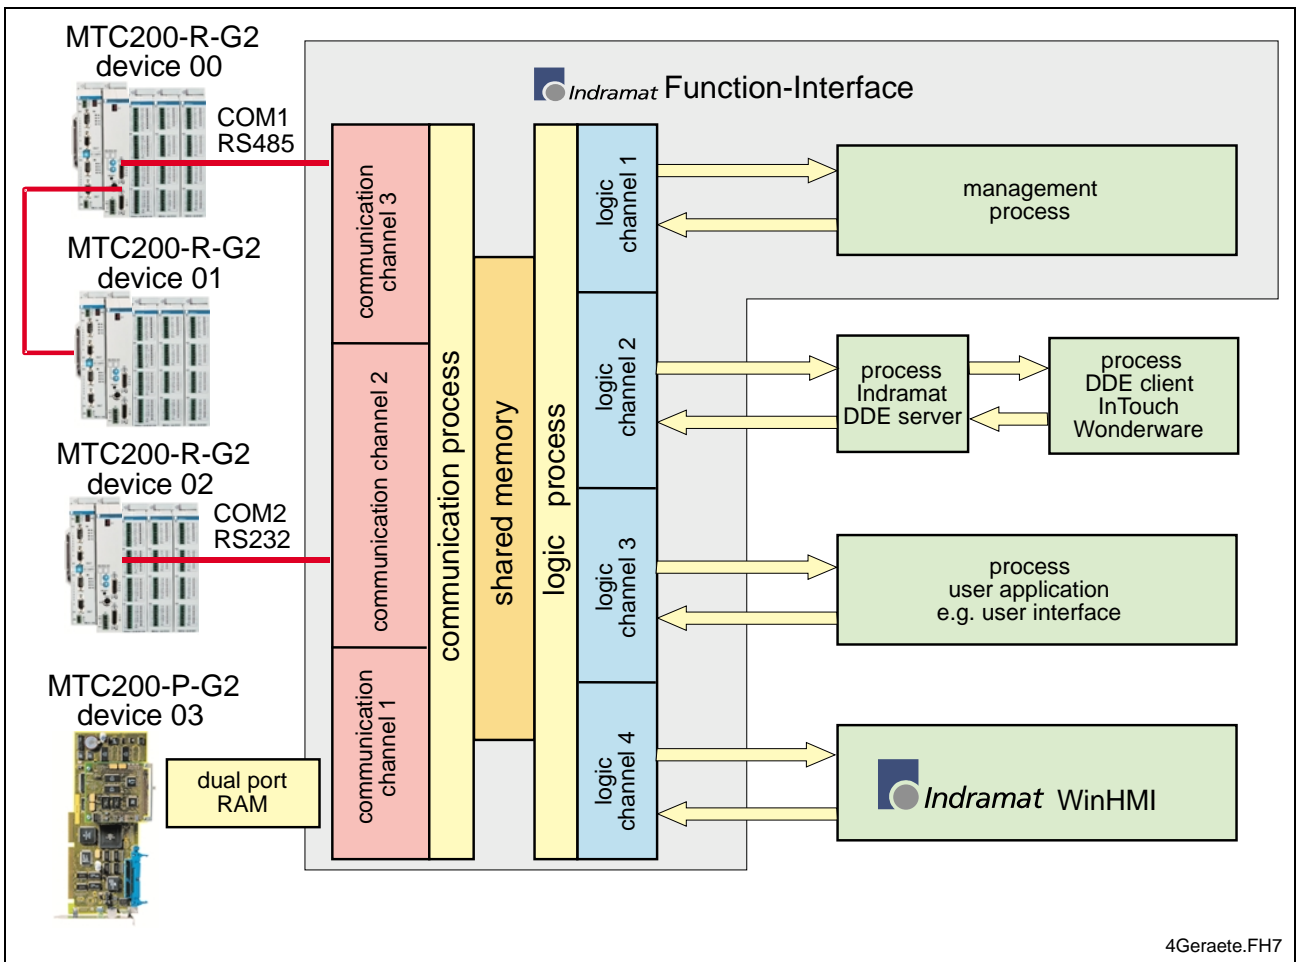 MTC200-R-G2
device 00
COM1
RS485
MTC200-R-G2
device 01
MTC200-R-G2
device 02
COM2
RS232
MTC200-P-G2
device 03
dual port
RAM
Indramat Function-Interface
communication
channel 3
communication channel 2
communication
channel 1
communication process
shared memory
logic process
logic
channel 1
logic
channel 2
logic
channel 3
logic
channel 4
management
process
process
Indramat
DDE server
process
DDE client
InTouch
Wonderware
process
user application
e.g. user interface
Indramat WinHMI
4Geraete.FH7